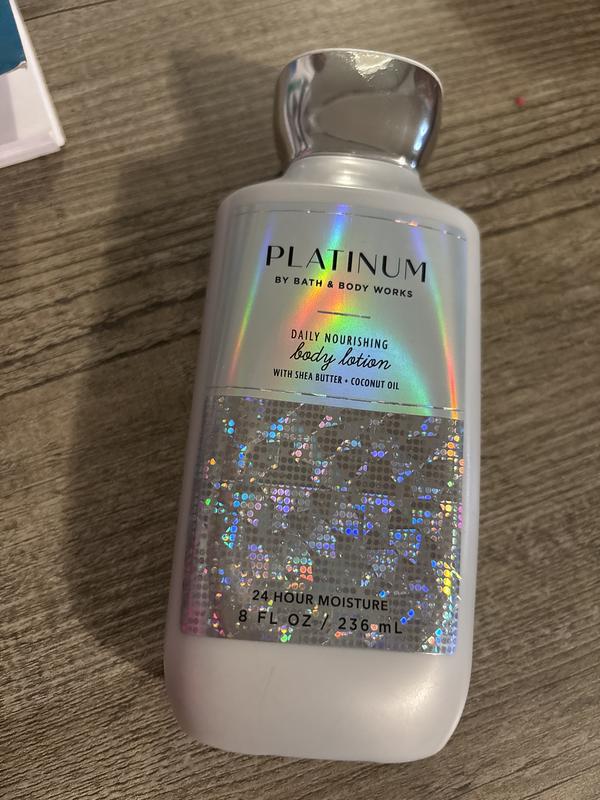 PLATINUM
BY BATH & BODY WORKS
DAILY NOURISHING
body lotion
WITH SHEA BUTTER + COCONUT OIL
24 HOUR MOISTURE
8 FL OZ / 236 mL